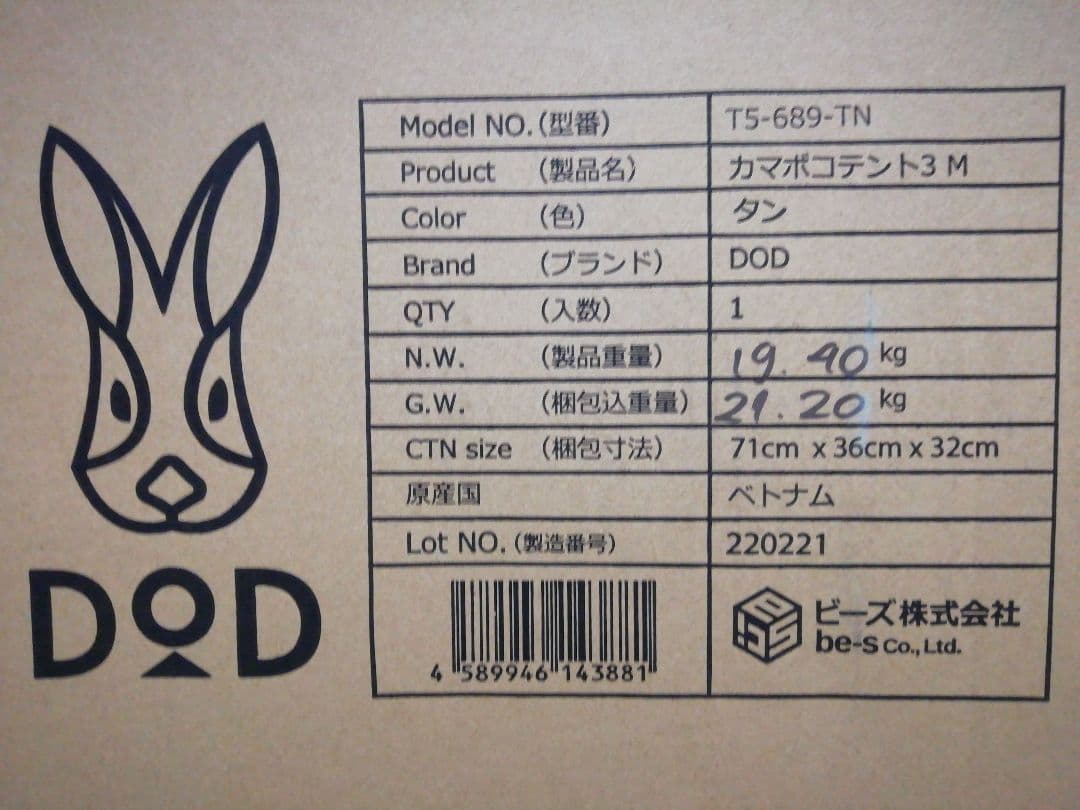 Model NO. (型番) T5-689-TN
Product (製品名) カマボコテント3 M
Color (色) タン
Brand (ブランド) DOD
QTY (入数) 1
N.W. (製品重量) 19.40 kg
G.W. (梱包込重量) 21.20 kg
CTN size (梱包寸法) 71cm x 36cm x 32cm
原産国 ベトナム
Lot NO. (製造番号) 220221
DOD
4 589946 143881
ビーズ株式会社
be-s Co., Ltd.